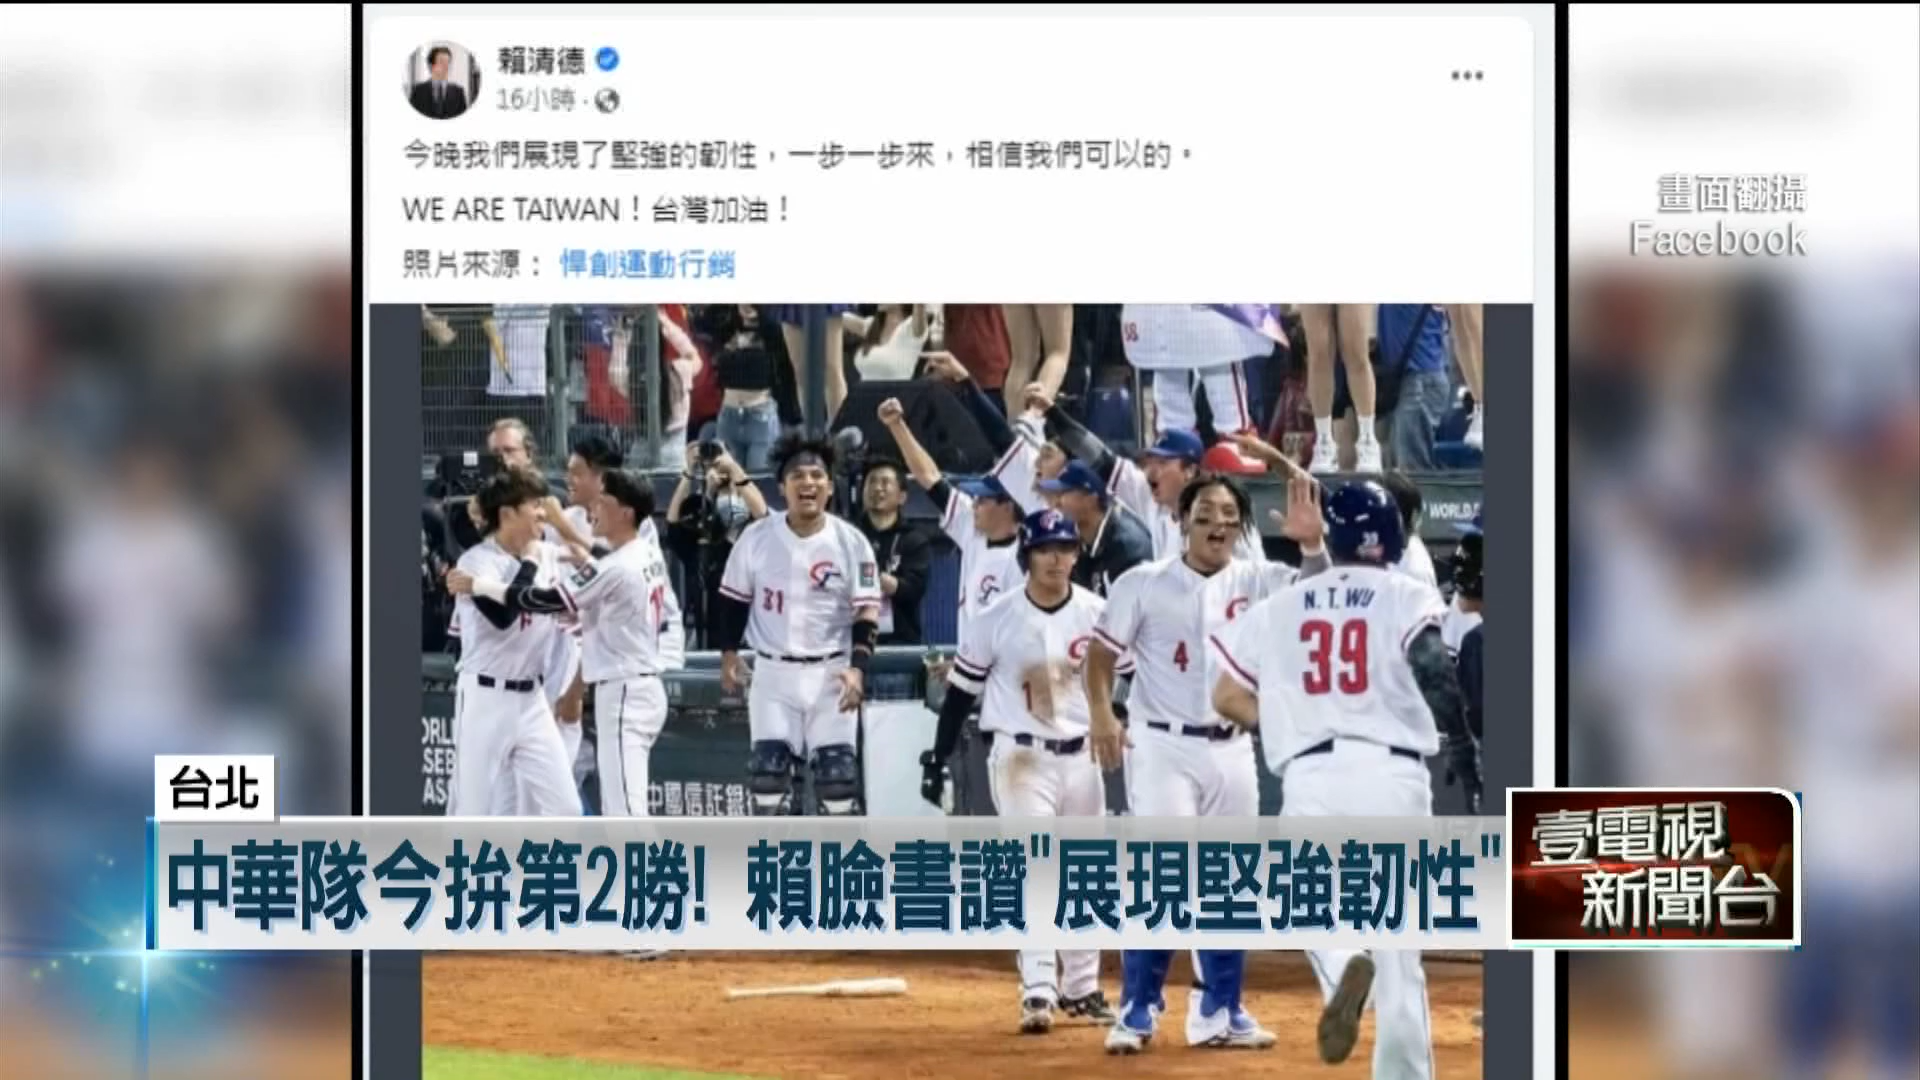 賴清德
16小時
今晚我們展現了堅強的韌性，一步一步來，相信我們可以的。
WE ARE TAIWAN！台灣加油！
照片來源： 悍創運動行銷
畫面翻攝
Facebook
WORLD
31
1
4
N. T. WU
39
39
中國信託銀
台北
中華隊今拚第2勝! 賴臉書讚"展現堅強韌性"
壹電視
新聞台